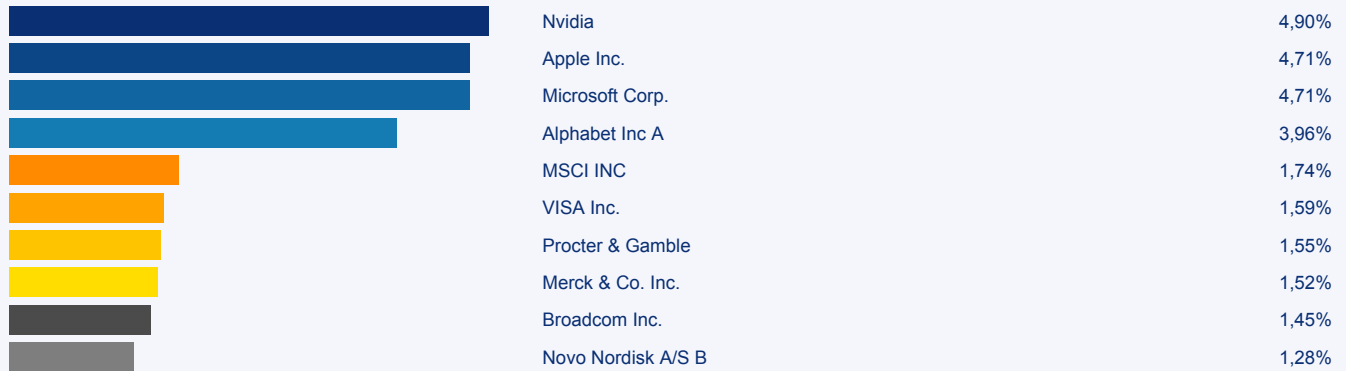 Nvidia 4,90%
Apple Inc. 4,71%
Microsoft Corp. 4,71%
Alphabet Inc A 3,96%
MSCI INC 1,74%
VISA Inc. 1,59%
Procter & Gamble 1,55%
Merck & Co. Inc. 1,52%
Broadcom Inc. 1,45%
Novo Nordisk A/S B 1,28%